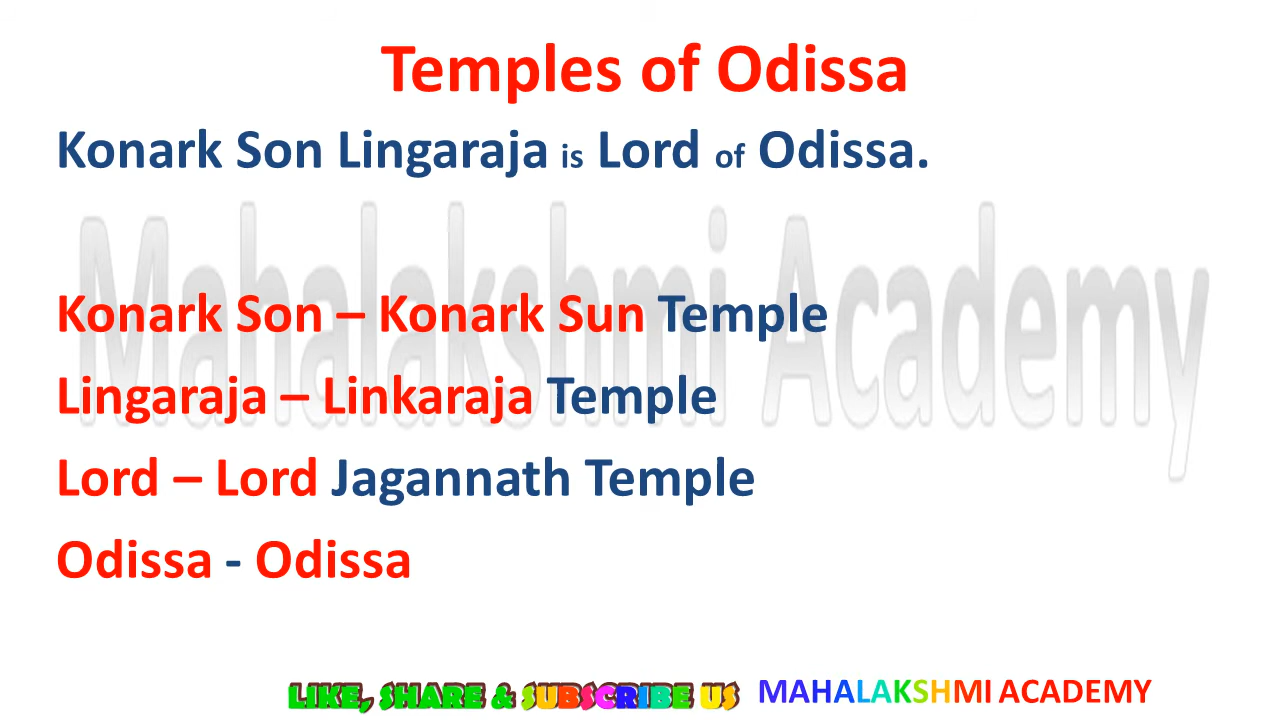 Temples of Odissa
Konark Son Lingaraja is Lord of Odissa.
Mahalakshmi Academy
Konark Son – Konark Sun Temple
Lingaraja – Linkaraja Temple
Lord – Lord Jagannath Temple
Odissa - Odissa
LIKE, SHARE & SUBSCRIBE US MAHALAKSHMI ACADEMY